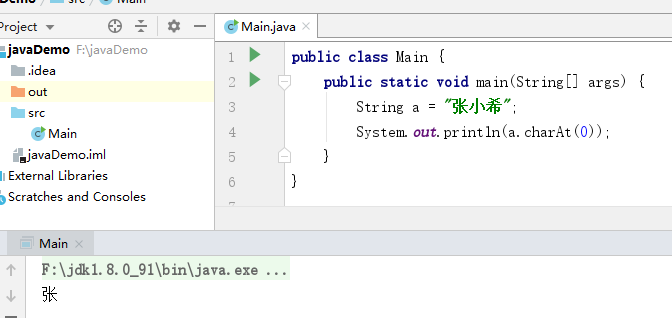 javaDemo src Main
Project
Main.java
javaDemo F:\javaDemo
.idea
out
src
Main
javaDemo.iml
External Libraries
Scratches and Consoles
1 public class Main {
2 public static void main(String[] args) {
3 String a = "张小希";
4 System.out.println(a.charAt(0));
5 }
6 }
Main
F:\jdk1.8.0_91\bin\java.exe ...
张